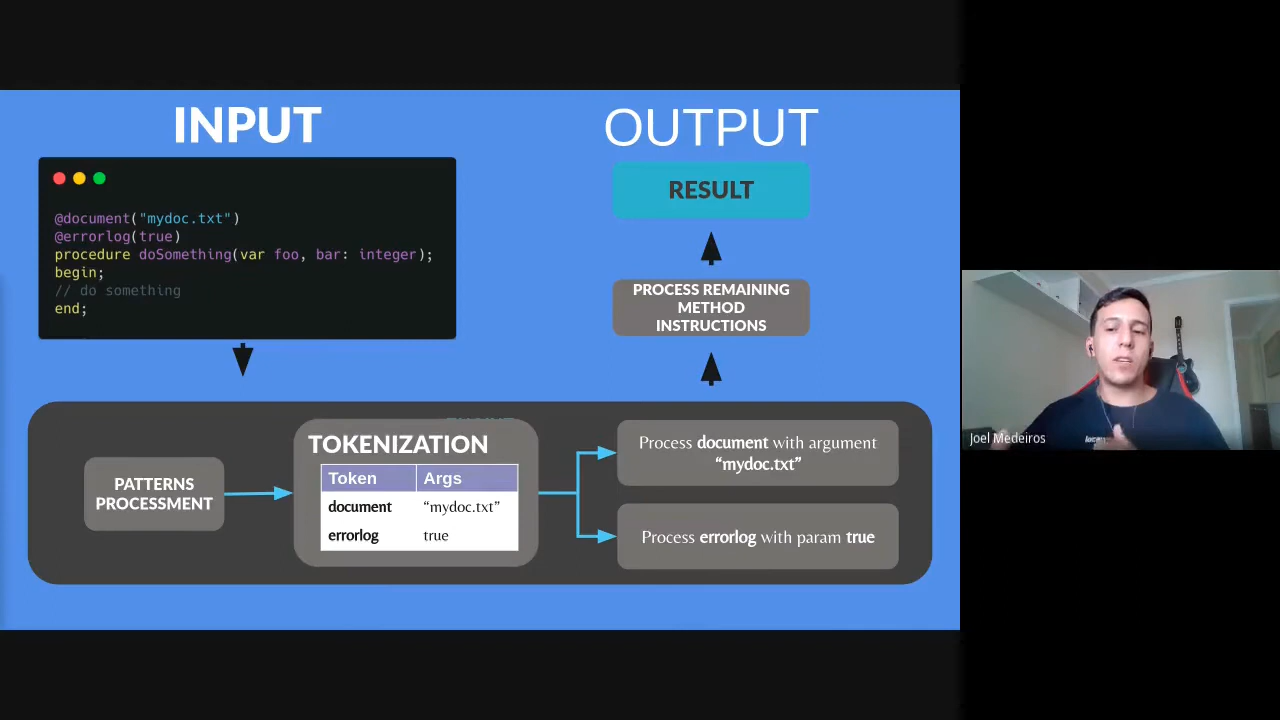 INPUT
@document("mydoc.txt")
@errorlog(true)
procedure doSomething(var foo, bar: integer);
begin;
// do something
end;
PATTERNS
PROCESSMENT
TOKENIZATION
Token Args
document “mydoc.txt”
errorlog true
Process document with argument
“mydoc.txt”
Process errorlog with param true
OUTPUT
RESULT
PROCESS REMAINING
METHOD
INSTRUCTIONS
Joel Medeiros